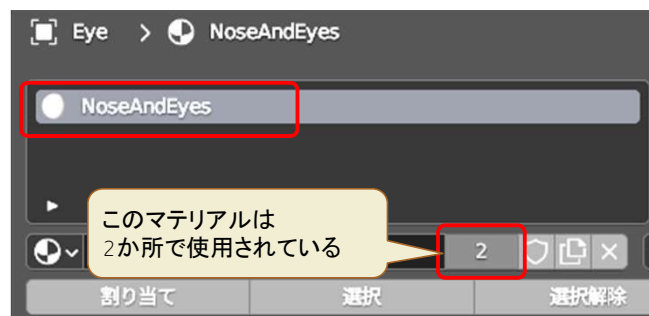 Eye > NoseAndEyes
NoseAndEyes
このマテリアルは
2か所で使用されている
2
割り当て 選択 選択解除